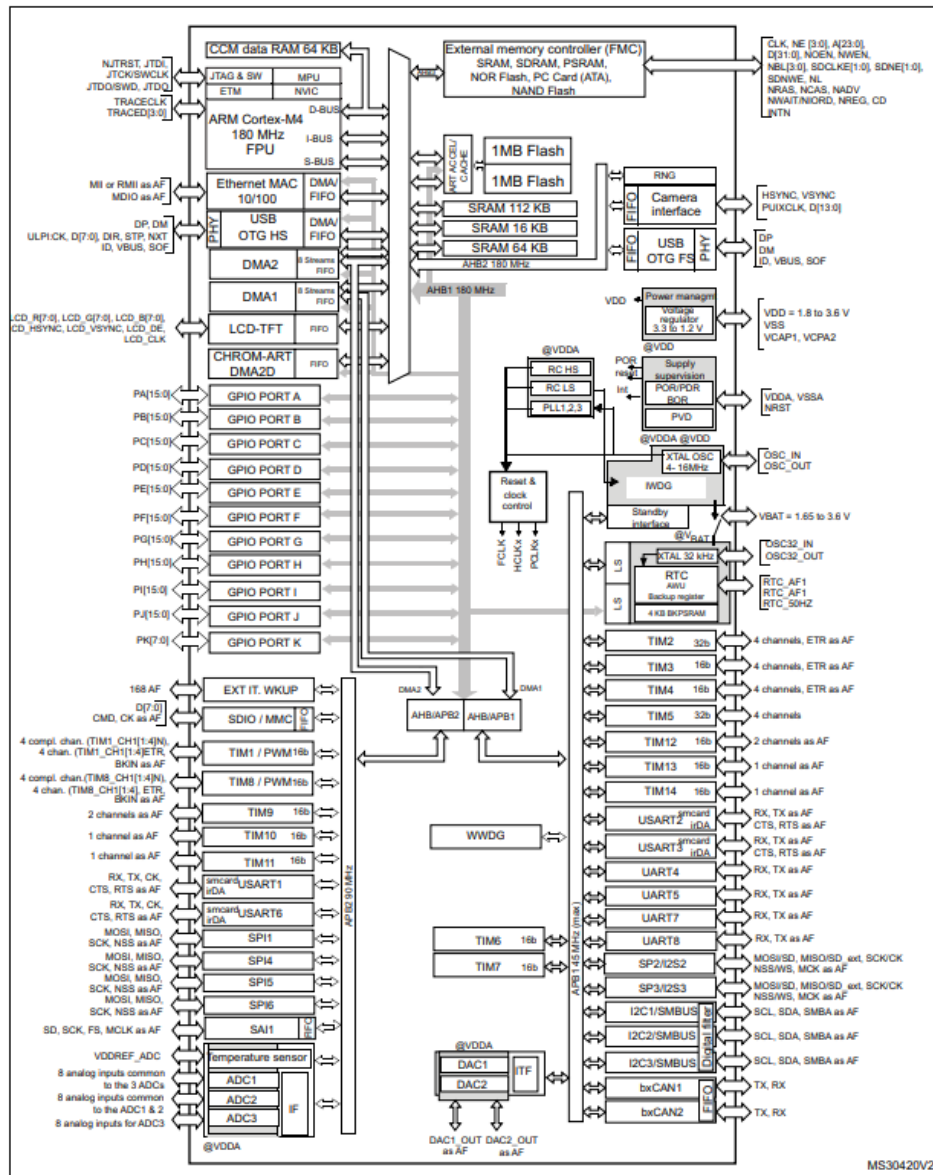 CCM data RAM 64 KB
External memory controller (FMC)
SRAM, SDRAM, PSRAM,
NOR Flash, PC Card (ATA),
NAND Flash
CLK, NE [3:0], A[23:0],
D[31:0], NOEN, NWEN,
NBL[3:0], SDCLKE[1:0], SDNE[1:0],
SDNWE, NL
NRAS, NCAS, NADV
NWAIT/NIORD, NREG, CD
INTN
NJTRST, JTDI,
JTCK/SWCLK
JTDO/SWD, JTDO
JTAG & SW
MPU
ETM
NVIC
TRACECLK
TRACED[3:0]
ARM Cortex-M4
180 MHz
FPU
D-BUS
I-BUS
S-BUS
ART ACCEL/
CACHE
1MB Flash
1MB Flash
MII or RMII as AF
MDIO as AF
Ethernet MAC
10/100
DMA/
FIFO
SRAM 112 KB
SRAM 16 KB
SRAM 64 KB
AHB2 180 MHz
RNG
Camera
interface
FIFO
HSYNC, VSYNC
PUIXCLK, D[13:0]
DP, DM
ULPI:CK, D[7:0], DIR, STP, NXT
ID, VBUS, SOF
PHY
USB
OTG HS
DMA/
FIFO
FIFO
USB
OTG FS
PHY
DP
DM
ID, VBUS, SOF
DMA2
8 Streams
FIFO
DMA1
8 Streams
FIFO
AHB1 180 MHz
LCD_R[7:0], LCD_G[7:0], LCD_B[7:0],
CD_HSYNC, LCD_VSYNC, LCD_DE,
LCD_CLK
LCD-TFT
FIFO
CHROM-ART
DMA2D
FIFO
VDD
Power managmt
Voltage
regulator
3.3 to 1.2 V
@VDD
VDD = 1.8 to 3.6 V
VSS
VCAP1, VCPA2
@VDDA
RC HS
RC LS
PLL1,2,3
POR
reset
Int
Supply
supervision
POR/PDR
BOR
PVD
VDDA, VSSA
NRST
@VDDA @VDD
XTAL OSC
4- 16MHz
IWDG
OSC_IN
OSC_OUT
Reset &
clock
control
FCLK
HCLKx
PCLKx
Standby
interface
VBAT = 1.65 to 3.6 V
@VBAT
LS
LS
XTAL 32 kHz
RTC
AWU
Backup register
4 KB BKPSRAM
OSC32_IN
OSC32_OUT
RTC_AF1
RTC_AF1
RTC_50HZ
PA[15:0]
GPIO PORT A
PB[15:0]
GPIO PORT B
PC[15:0]
GPIO PORT C
PD[15:0]
GPIO PORT D
PE[15:0]
GPIO PORT E
PF[15:0]
GPIO PORT F
PG[15:0]
GPIO PORT G
PH[15:0]
GPIO PORT H
PI[15:0]
GPIO PORT I
PJ[15:0]
GPIO PORT J
PK[7:0]
GPIO PORT K
DMA2
DMA1
AHB/APB2
AHB/APB1
168 AF
EXT IT. WKUP
D[7:0]
CMD, CK as AF
SDIO / MMC
FIFO
4 compl. chan. (TIM1_CH1[1:4]N),
4 chan. (TIM1_CH1[1:4]ETR,
BKIN as AF
TIM1 / PWM
16b
4 compl. chan.(TIM8_CH1[1:4]N),
4 chan. (TIM8_CH1[1:4], ETR,
BKIN as AF
TIM8 / PWM
16b
2 channels as AF
TIM9
16b
1 channel as AF
TIM10
16b
1 channel as AF
TIM11
16b
RX, TX, CK,
CTS, RTS as AF
smcard
irDA
USART1
RX, TX, CK,
CTS, RTS as AF
smcard
irDA
USART6
MOSI, MISO,
SCK, NSS as AF
SPI1
MOSI, MISO,
SCK, NSS as AF
SPI4
MOSI, MISO,
SCK, NSS as AF
SPI5
MOSI, MISO,
SCK, NSS as AF
SPI6
SD, SCK, FS, MCLK as AF
SAI1
VDDREF_ADC
Temperature sensor
8 analog inputs common
to the 3 ADCs
8 analog inputs common
to the ADC1 & 2
8 analog inputs for ADC3
ADC1
ADC2
ADC3
IF
@VDDA
APB2 90 MHz
WWDG
TIM6
16b
TIM7
16b
@VDDA
DAC1
DAC2
ITF
DAC1_OUT
as AF
DAC2_OUT
as AF
APB1 45 MHz (max)
TIM2
32b
4 channels, ETR as AF
TIM3
16b
4 channels, ETR as AF
TIM4
16b
4 channels, ETR as AF
TIM5
32b
4 channels
TIM12
16b
2 channels as AF
TIM13
16b
1 channel as AF
TIM14
16b
1 channel as AF
USART2
smcard
irDA
RX, TX as AF
CTS, RTS as AF
USART3
smcard
irDA
RX, TX as AF
CTS, RTS as AF
UART4
RX, TX as AF
UART5
RX, TX as AF
UART7
RX, TX as AF
UART8
RX, TX as AF
SP2/I2S2
MOSI/SD, MISO/SD_ext, SCK/CK
NSS/WS, MCK as AF
SP3/I2S3
MOSI/SD, MISO/SD_ext, SCK/CK
NSS/WS, MCK as AF
I2C1/SMBUS
SCL, SDA, SMBA as AF
I2C2/SMBUS
SCL, SDA, SMBA as AF
I2C3/SMBUS
SCL, SDA, SMBA as AF
Digital filter
bxCAN1
TX, RX
bxCAN2
TX, RX
FIFO
MS30420V2